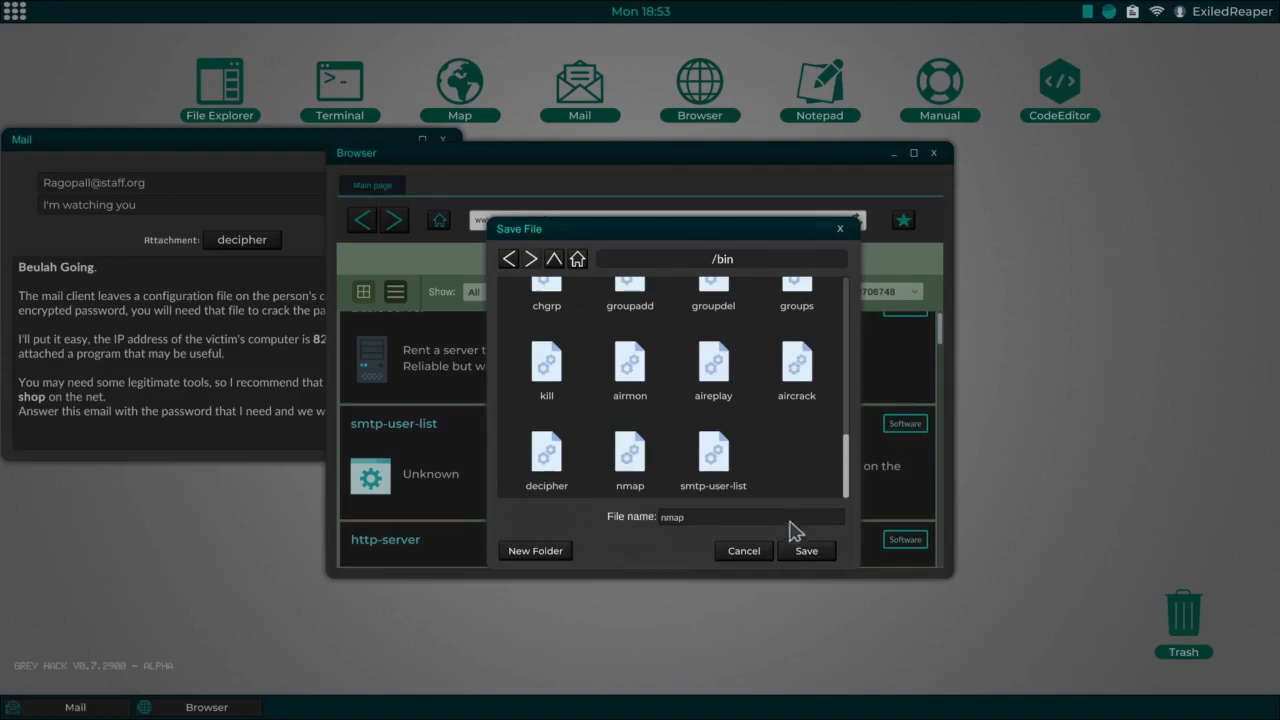 Mon 18:53
ExiledReaper
File Explorer
Terminal
Map
Mail
Browser
Notepad
Manual
CodeEditor
Mail
X
Ragopali@staff.org
I'm watching you
Attachment: decipher
Beulah Going.
The mail client leaves a configuration file on the person's c
encrypted password, you will need that file to crack the pa
I'll put it easy, the IP address of the victim's computer is 82
attached a program that may be useful.
You may need some legitimate tools, so I recommend that
shop on the net.
Answer this email with the password that I need and we w
Browser
X
Main page
www
Show: All
706748
Rent a server t
Reliable but w
smtp-user-list
Software
Unknown
on the
http-server
Software
Save File
X
/bin
chgrp
groupadd
groupdel
groups
kill
airmon
aireplay
aircrack
decipher
nmap
smtp-user-list
File name: nmap
New Folder
Cancel
Save
Trash
GREY HACK V0.7.2900 - ALPHA
Mail
Browser